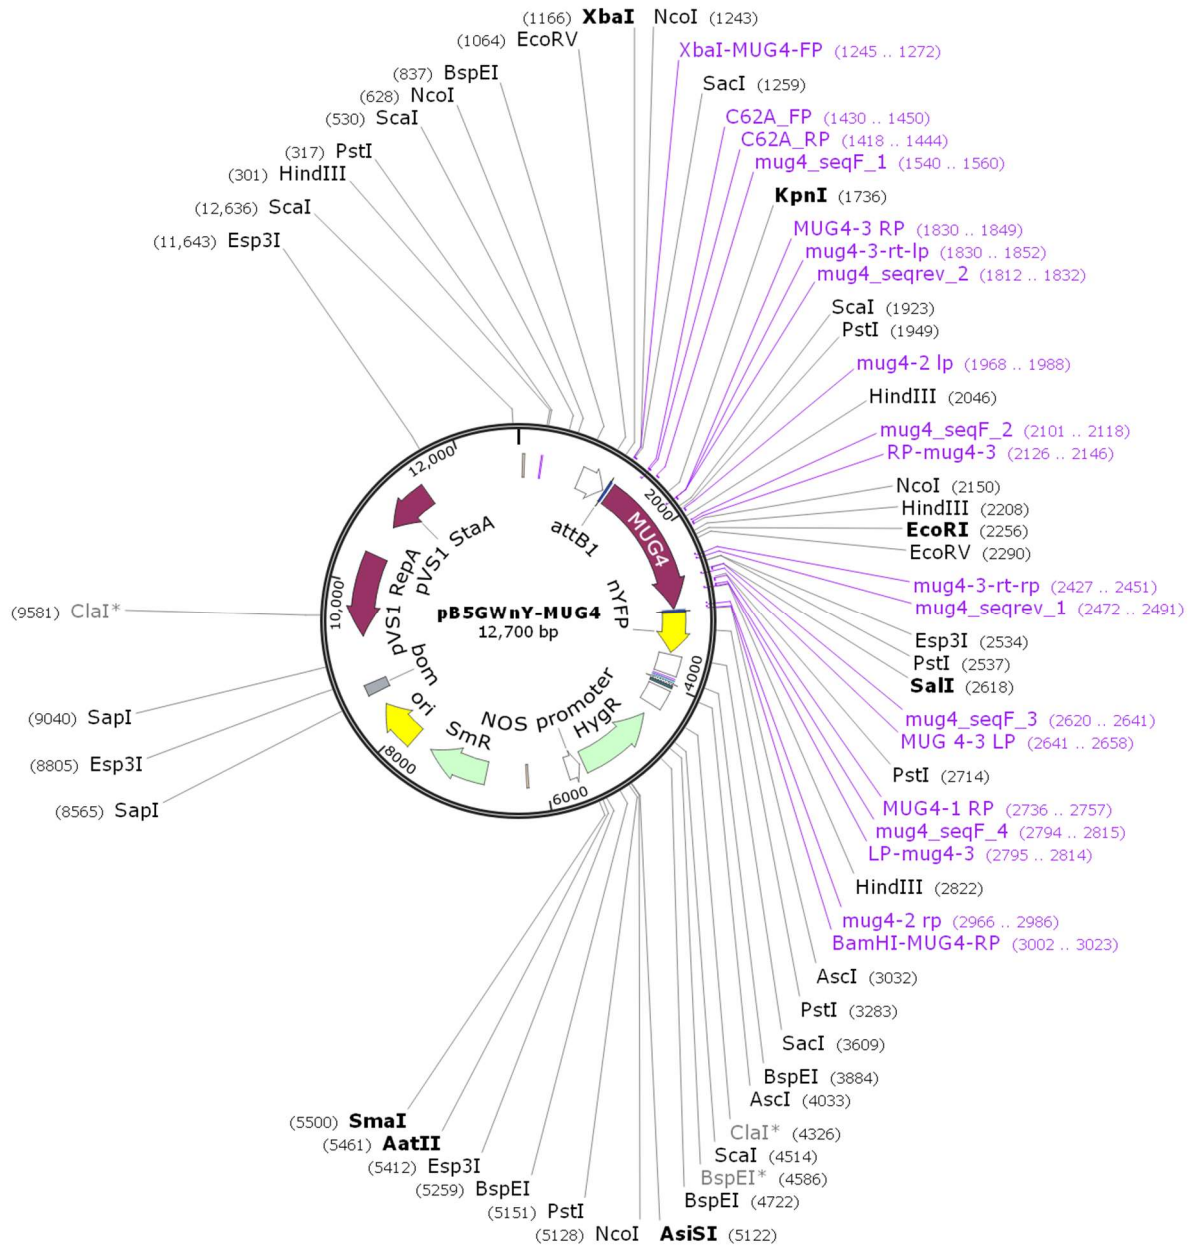 (1166) XbaI NcoI (1243)
(1064) EcoRV
XbaI-MUG4-FP (1245 .. 1272)
(837) BspEI
SacI (1259)
(628) NcoI
(530) ScaI
C62A_FP (1430 .. 1450)
C62A_RP (1418 .. 1444)
(317) PstI
mug4_seqF_1 (1540 .. 1560)
(301) HindIII
KpnI (1736)
(12,636) ScaI
MUG4-3 RP (1830 .. 1849)
(11,643) Esp3I
mug4-3-rt-lp (1830 .. 1852)
mug4_seqrev_2 (1812 .. 1832)
ScaI (1923)
PstI (1949)
mug4-2 lp (1968 .. 1988)
HindIII (2046)
mug4_seqF_2 (2101 .. 2118)
RP-mug4-3 (2126 .. 2146)
NcoI (2150)
HindIII (2208)
EcoRI (2256)
EcoRV (2290)
mug4-3-rt-rp (2427 .. 2451)
mug4_seqrev_1 (2472 .. 2491)
Esp3I (2534)
PstI (2537)
SalI (2618)
mug4_seqF_3 (2620 .. 2641)
MUG 4-3 LP (2641 .. 2658)
PstI (2714)
MUG4-1 RP (2736 .. 2757)
mug4_seqF_4 (2794 .. 2815)
LP-mug4-3 (2795 .. 2814)
HindIII (2822)
mug4-2 rp (2966 .. 2986)
BamHI-MUG4-RP (3002 .. 3023)
AscI (3032)
PstI (3283)
SacI (3609)
BspEI (3884)
AscI (4033)
ClaI* (4326)
ScaI (4514)
BspEI* (4586)
BspEI (4722)
AsiSI (5122)
(5128) NcoI
(5151) PstI
(5259) BspEI
(5412) Esp3I
(5461) AatII
(5500) SmaI
(8565) SapI
(8805) Esp3I
(9040) SapI
(9581) ClaI*
12,000
2000
4000
6000
8000
10,000
attB1
MUG4
nYFP
pB5GWnY-MUG4
12,700 bp
pVS1 StaA
pVS1 RepA
bom
ori
SmR
NOS promoter
HygR